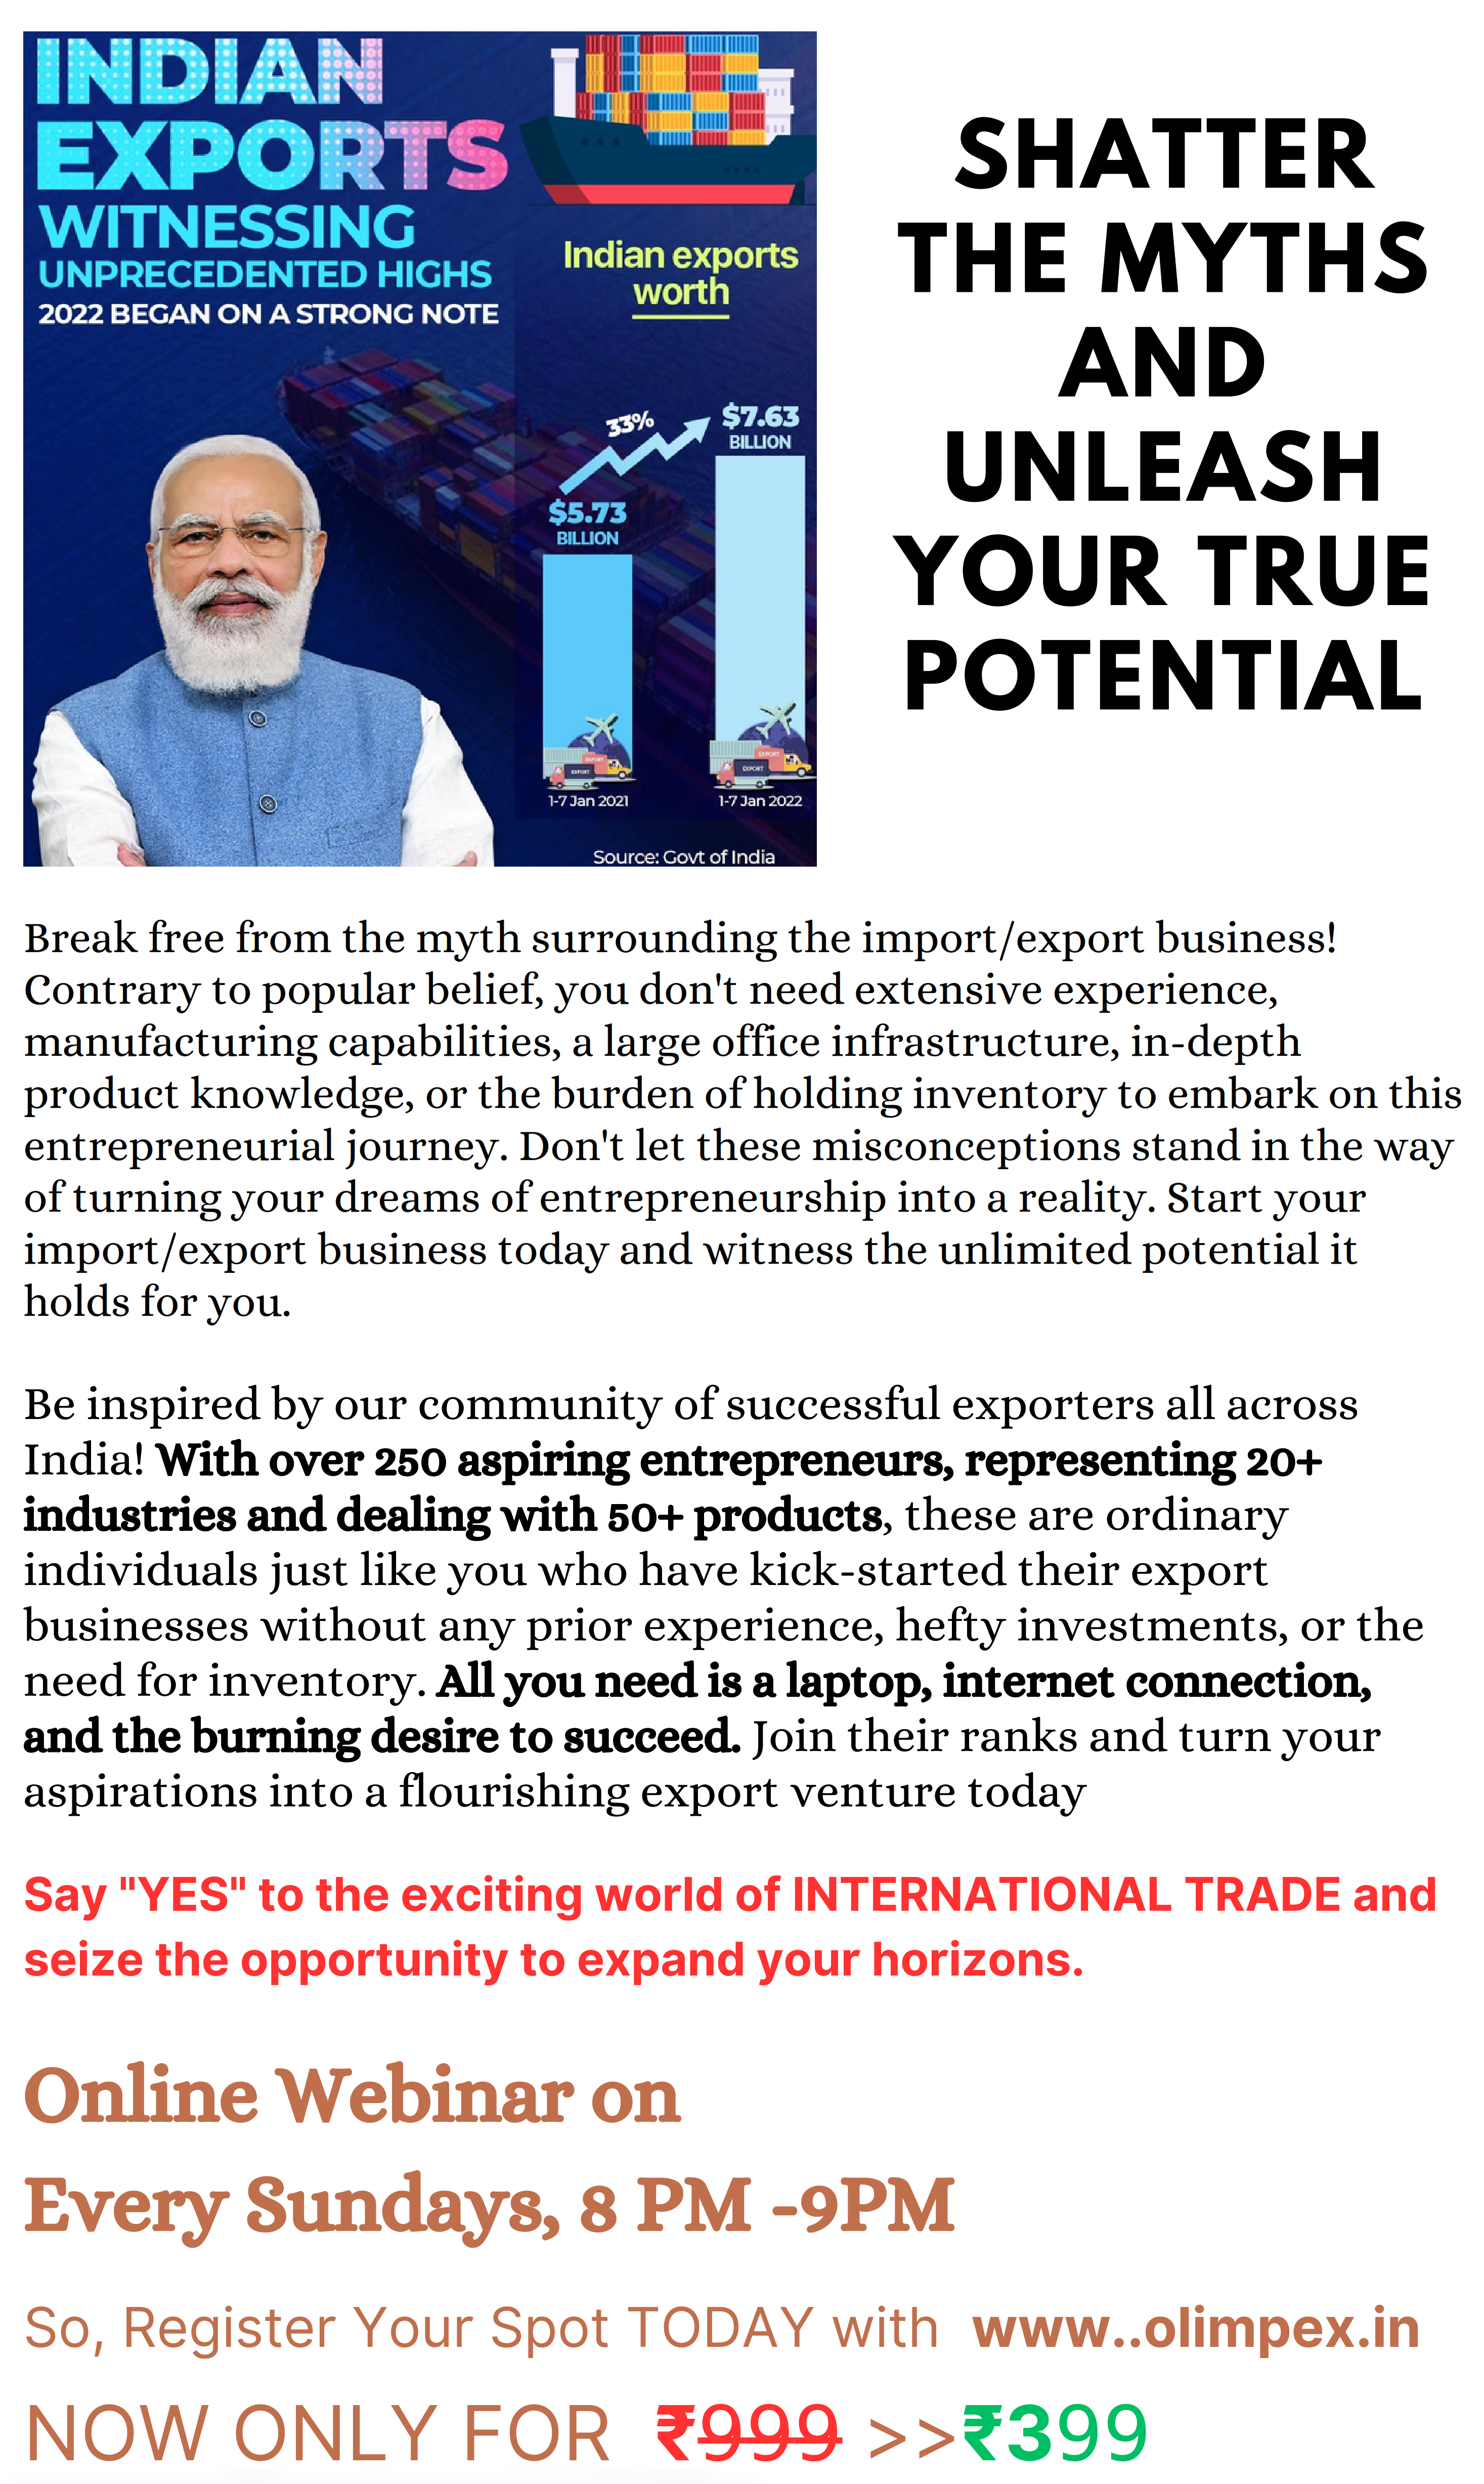 INDIAN
EXPORTS
WITNESSING
UNPRECEDENTED HIGHS
2022 BEGAN ON A STRONG NOTE
Indian exports
worth
33%
$7.63
BILLION
$5.73
BILLION
EXPORT
EXPORT
EXPORT
EXPORT
1-7 Jan 2021
1-7 Jan 2022
Source: Govt of India
SHATTER
THE MYTHS
AND
UNLEASH
YOUR TRUE
POTENTIAL
Break free from the myth surrounding the import/export business!
Contrary to popular belief, you don't need extensive experience,
manufacturing capabilities, a large office infrastructure, in-depth
product knowledge, or the burden of holding inventory to embark on this
entrepreneurial journey. Don't let these misconceptions stand in the way
of turning your dreams of entrepreneurship into a reality. Start your
import/export business today and witness the unlimited potential it
holds for you.
Be inspired by our community of successful exporters all across
India! With over 250 aspiring entrepreneurs, representing 20+
industries and dealing with 50+ products, these are ordinary
individuals just like you who have kick-started their export
businesses without any prior experience, hefty investments, or the
need for inventory. All you need is a laptop, internet connection,
and the burning desire to succeed. Join their ranks and turn your
aspirations into a flourishing export venture today
Say "YES" to the exciting world of INTERNATIONAL TRADE and
seize the opportunity to expand your horizons.
Online Webinar on
Every Sundays, 8 PM -9PM
So, Register Your Spot TODAY with www..olimpex.in
NOW ONLY FOR ₹999 >>₹399